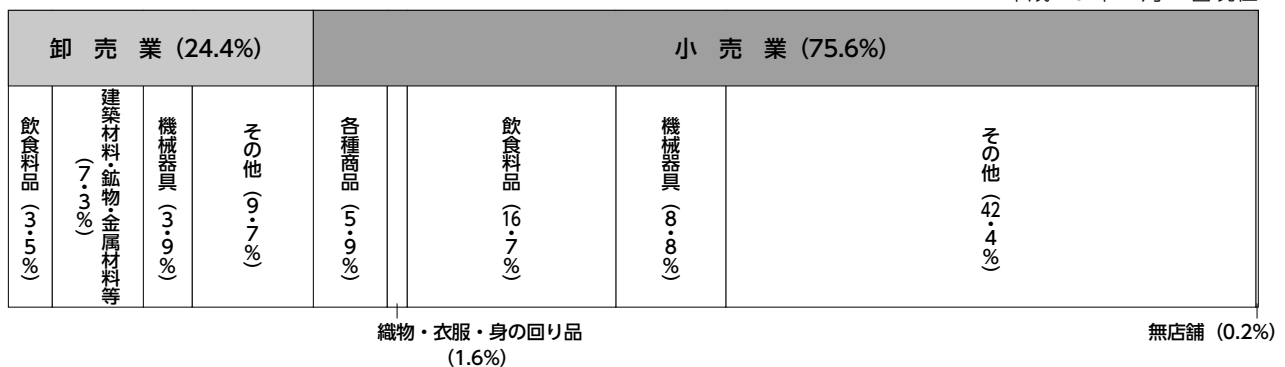 卸 売 業（24.4%）
小 売 業（75.6%）
飲食料品（3・5%）
建築材料・鉱物・金属材料等
（7・3%）
機械器具（3・9%）
その他（9・7%）
各種商品（5・9%）
飲食料品（16・7%）
機械器具（8・8%）
その他（42・4%）
織物・衣服・身の回り品
（1.6%）
無店舗（0.2%）